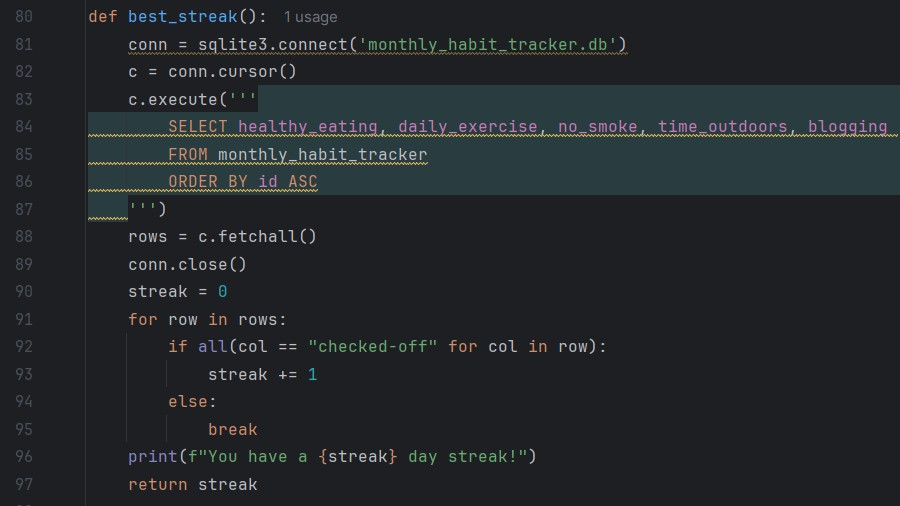 80 def best_streak(): 1 usage
81     conn = sqlite3.connect('monthly_habit_tracker.db')
82     c = conn.cursor()
83     c.execute('''
84         SELECT healthy_eating, daily_exercise, no_smoke, time_outdoors, blogging
85         FROM monthly_habit_tracker
86         ORDER BY id ASC
87     ''')
88     rows = c.fetchall()
89     conn.close()
90     streak = 0
91     for row in rows:
92         if all(col == "checked-off" for col in row):
93             streak += 1
94         else:
95             break
96     print(f"You have a {streak} day streak!")
97     return streak